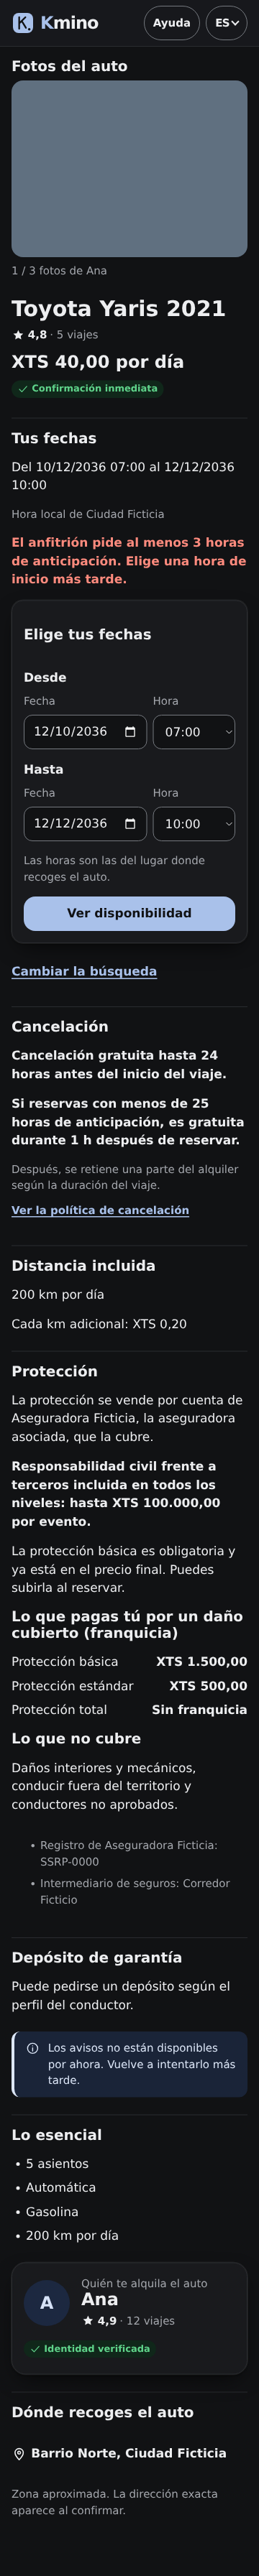 Kmino
Ayuda
ES
Fotos del auto
1 / 3 fotos de Ana
Toyota Yaris 2021
★ 4,8 · 5 viajes
XTS 40,00 por día
Confirmación inmediata
Tus fechas
Del 10/12/2036 07:00 al 12/12/2036
10:00
Hora local de Ciudad Ficticia
El anfitrión pide al menos 3 horas
de anticipación. Elige una hora de
inicio más tarde.
Elige tus fechas
Desde
Fecha
Hora
12/10/2036
07:00
Hasta
Fecha
Hora
12/12/2036
10:00
Las horas son las del lugar donde
recoges el auto.
Ver disponibilidad
Cambiar la búsqueda
Cancelación
Cancelación gratuita hasta 24
horas antes del inicio del viaje.
Si reservas con menos de 25
horas de anticipación, es gratuita
durante 1 h después de reservar.
Después, se retiene una parte del alquiler
según la duración del viaje.
Ver la política de cancelación
Distancia incluida
200 km por día
Cada km adicional: XTS 0,20
Protección
La protección se vende por cuenta de
Aseguradora Ficticia, la aseguradora
asociada, que la cubre.
Responsabilidad civil frente a
terceros incluida en todos los
niveles: hasta XTS 100.000,00
por evento.
La protección básica es obligatoria y
ya está en el precio final. Puedes
subirla al reservar.
Lo que pagas tú por un daño
cubierto (franquicia)
Protección básica XTS 1.500,00
Protección estándar XTS 500,00
Protección total Sin franquicia
Lo que no cubre
Daños interiores y mecánicos,
conducir fuera del territorio y
conductores no aprobados.
• Registro de Aseguradora Ficticia:
SSRP-0000
• Intermediario de seguros: Corredor
Ficticio
Depósito de garantía
Puede pedirse un depósito según el
perfil del conductor.
Los avisos no están disponibles
por ahora. Vuelve a intentarlo más
tarde.
Lo esencial
• 5 asientos
• Automática
• Gasolina
• 200 km por día
A
Quién te alquila el auto
Ana
★ 4,9 · 12 viajes
Identidad verificada
Dónde recoges el auto
Barrio Norte, Ciudad Ficticia
Zona aproximada. La dirección exacta
aparece al confirmar.